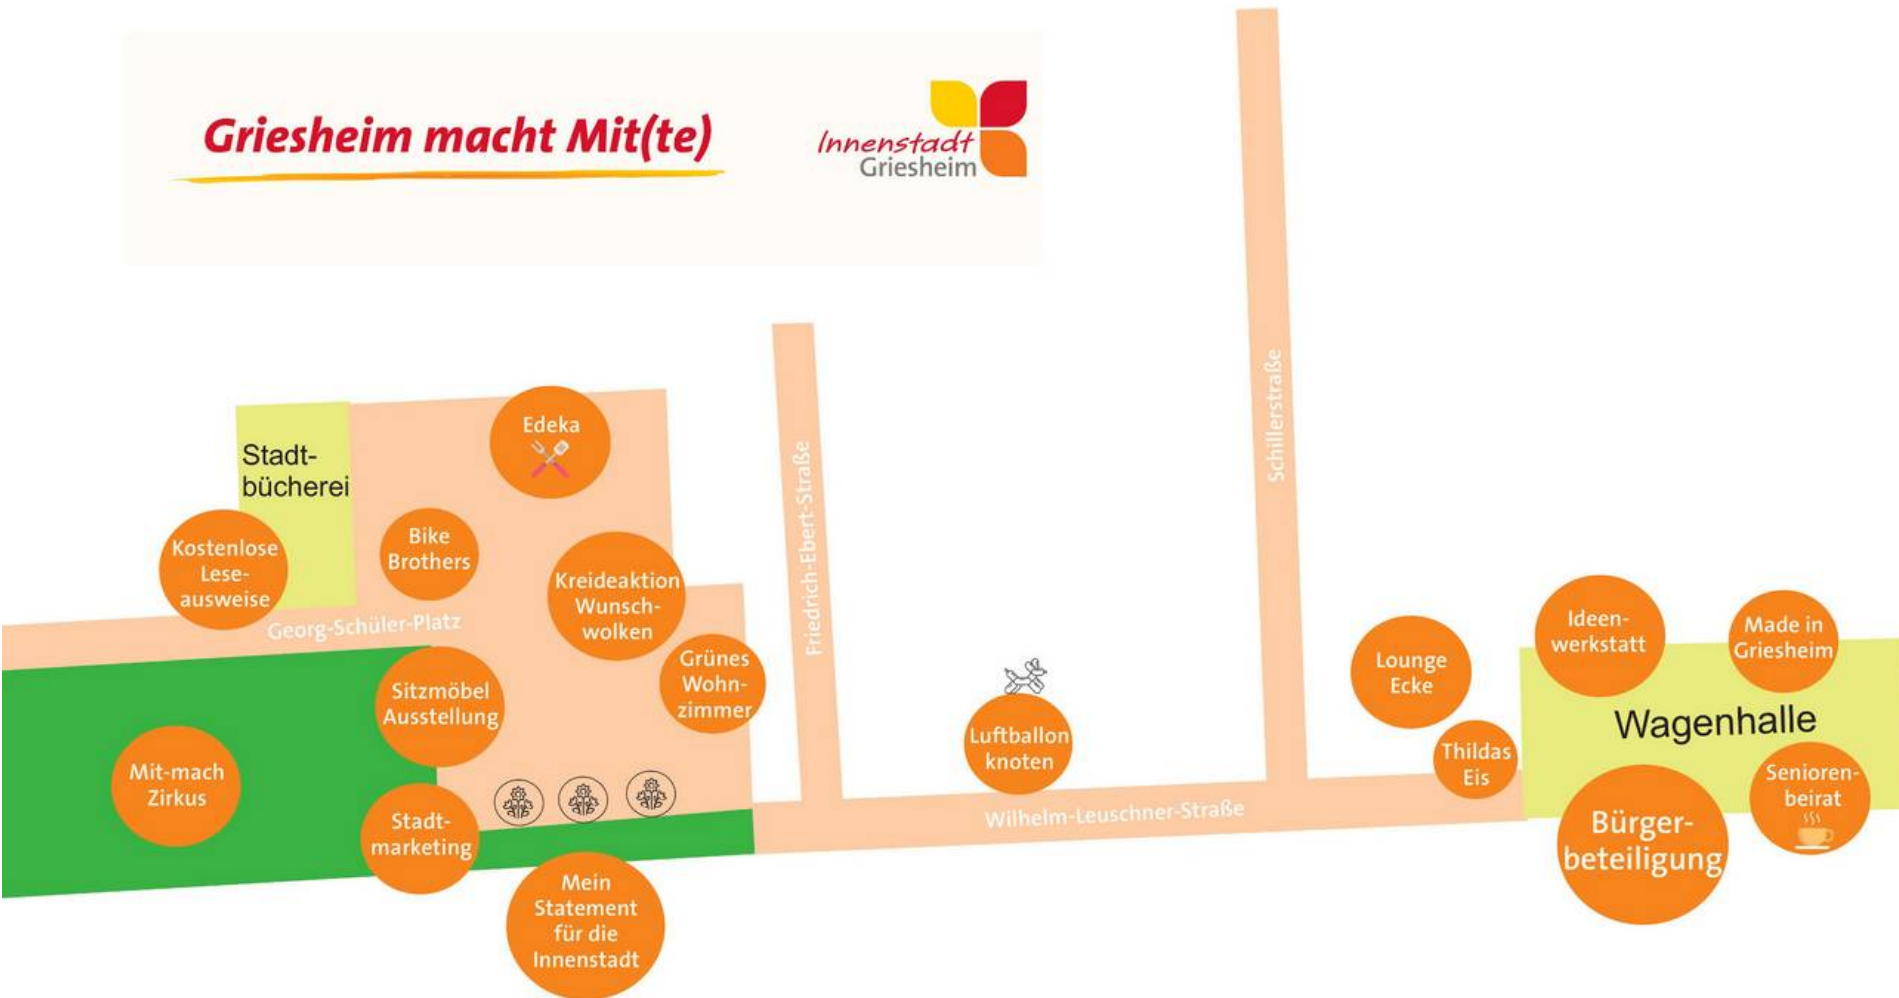 Griesheim macht Mit(te)
Innenstadt
Griesheim
Stadt-
bücherei
Kostenlose
Lese-
ausweise
Edeka
Bike
Brothers
Kreideaktion
Wunsch-
wolken
Georg-Schüler-Platz
Grünes
Wohn-
zimmer
Sitzmöbel
Ausstellung
Mit-mach
Zirkus
Stadt-
marketing
Mein
Statement
für die
Innenstadt
Friedrich-Ebert-Straße
Luftballon
knoten
Wilhelm-Leuschner-Straße
Schillerstraße
Lounge
Ecke
Thildas
Eis
Ideen-
werkstatt
Made in
Griesheim
Wagenhalle
Bürger-
beteiligung
Senioren-
beirat